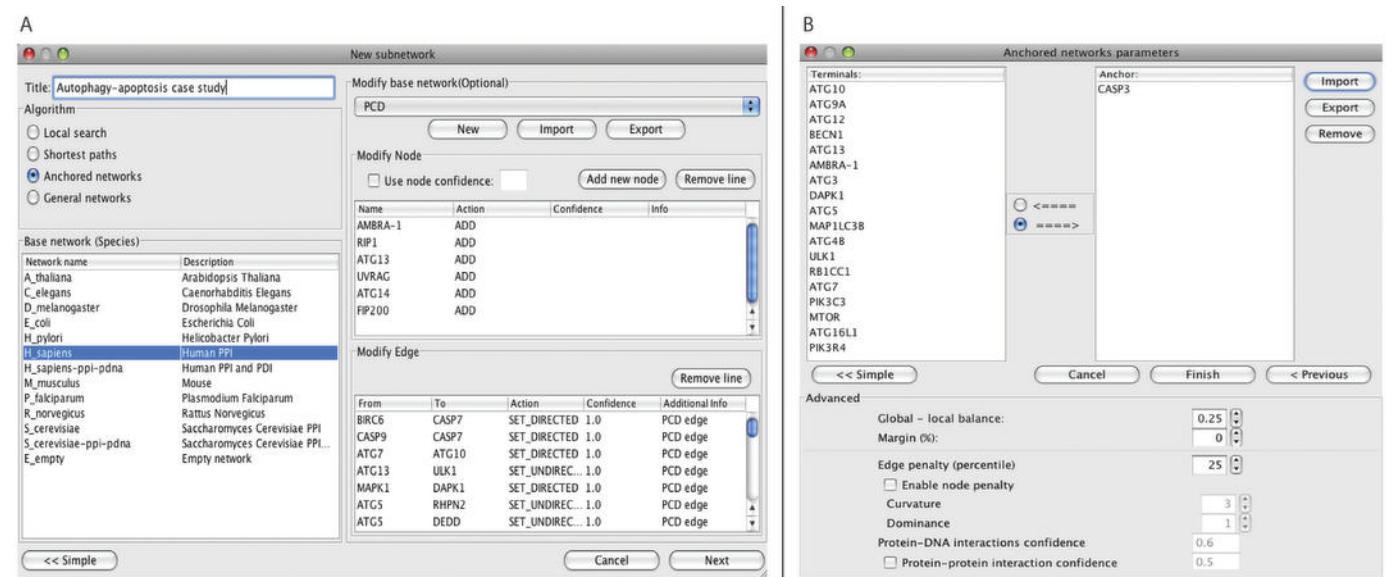 A
New subnetwork
Title: Autophagy-apoptosis case study
Algorithm
Local search
Shortest paths
Anchored networks
General networks
Base network (Species)
Network name Description
A_thaliana Arabidopsis Thaliana
C_elegans Caenorhabditis Elegans
D_melanogaster Drosophila Melanogaster
E_coli Escherichia Coli
H_pylori Helicobacter Pylori
H_sapiens Human PPI
H_sapiens-ppi-pdna Human PPI and PDI
M_musculus Mouse
P_falciparum Plasmodium Falciparum
R_norvegicus Rattus Norvegicus
S_cerevisiae Saccharomyces Cerevisiae PPI
S_cerevisiae-ppi-pdna Saccharomyces Cerevisiae PPI...
E_empty Empty network
<< Simple
Modify base network(Optional)
PCD
New Import Export
Modify Node
Use node confidence: Add new node Remove line
Name Action Confidence Info
AMBRA-1 ADD
RIP1 ADD
ATG13 ADD
UVRAG ADD
ATG14 ADD
FIP200 ADD
Modify Edge
Remove line
From To Action Confidence Additional Info
BIRC6 CASP7 SET_DIRECTED 1.0 PCD edge
CASP9 CASP7 SET_DIRECTED 1.0 PCD edge
ATG7 ATG10 SET_DIRECTED 1.0 PCD edge
ATG13 ULK1 SET_UNDIREC... 1.0 PCD edge
MAPK1 DAPK1 SET_DIRECTED 1.0 PCD edge
ATG5 RHPN2 SET_UNDIREC... 1.0 PCD edge
ATG5 DEDD SET_UNDIREC... 1.0 PCD edge
Cancel Next
B
Anchored networks parameters
Terminals:
ATG10
ATG9A
ATG12
BECN1
ATG13
AMBRA-1
ATG3
DAPK1
ATG5
MAP1LC3B
ATG4B
ULK1
RB1CC1
ATG7
PIK3C3
MTOR
ATG16L1
PIK3R4
<====
====>
Anchor:
CASP3
Import
Export
Remove
<< Simple Cancel Finish < Previous
Advanced
Global - local balance: 0.25
Margin (%): 0
Edge penalty (percentile) 25
Enable node penalty
Curvature 3
Dominance 1
Protein-DNA interactions confidence 0.6
Protein-protein interaction confidence 0.5